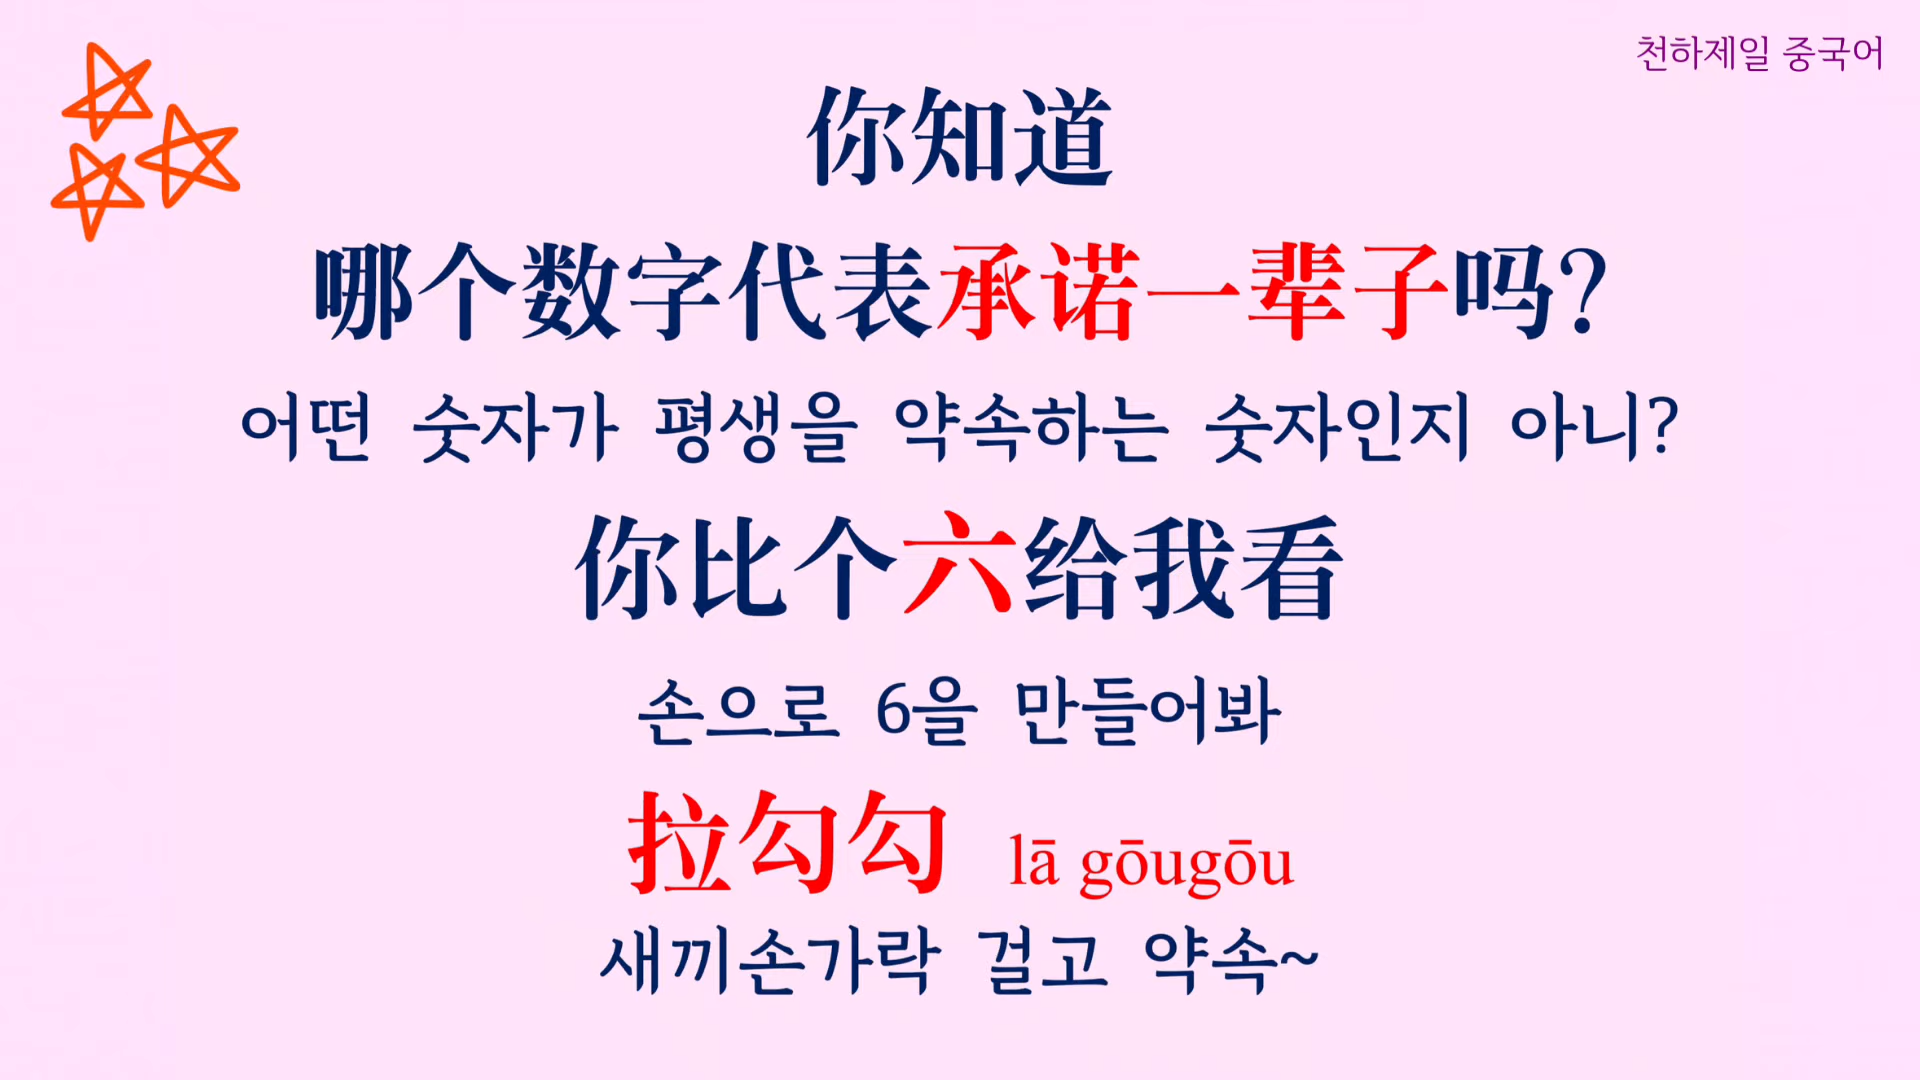 천하제일 중국어
你知道
哪个数字代表承诺一辈子吗?
어떤 숫자가 평생을 약속하는 숫자인지 아니?
你比个六给我看
손으로 6을 만들어봐
拉勾勾 lā gōugōu
새끼손가락 걸고 약속~